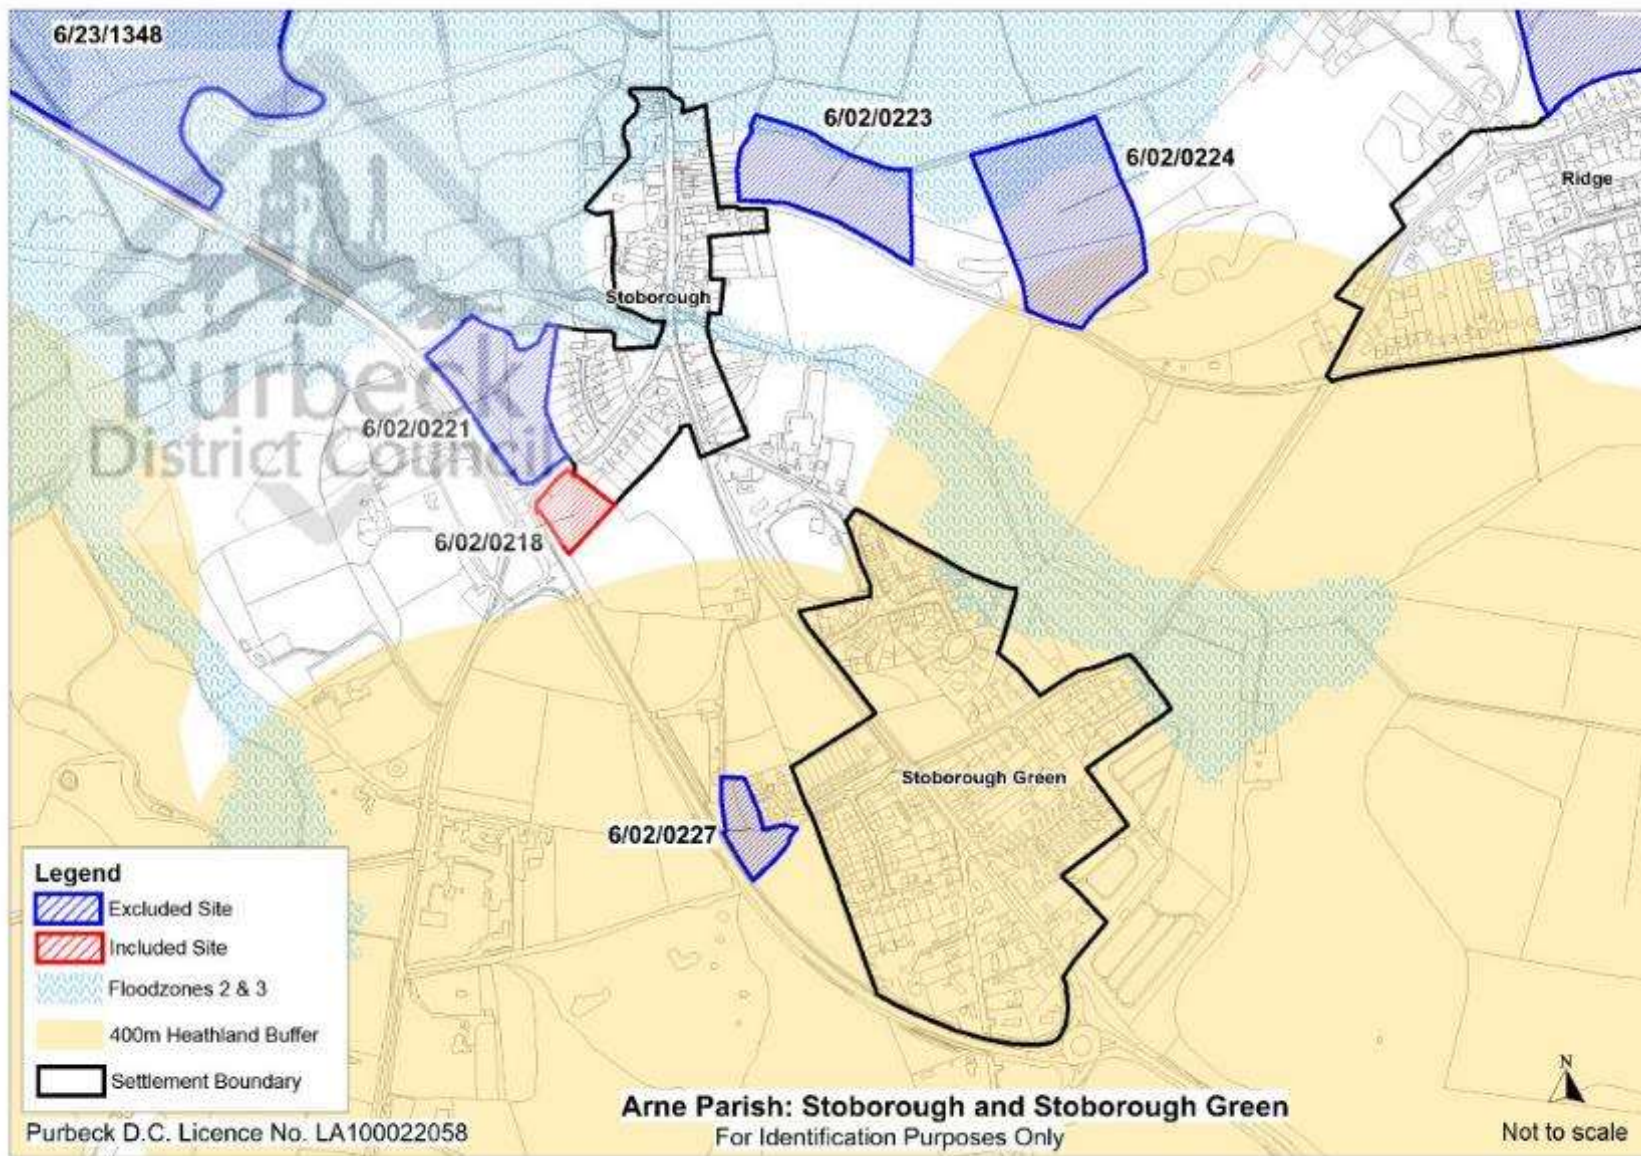 6/23/1348
6/02/0223
6/02/0224
Ridge
Stoborough
Purbeck
District Council
6/02/0221
6/02/0218
Stoborough Green
6/02/0227
Legend
Excluded Site
Included Site
Floodzones 2 & 3
400m Heathland Buffer
Settlement Boundary
N
Arne Parish: Stoborough and Stoborough Green
For Identification Purposes Only
Purbeck D.C. Licence No. LA100022058
Not to scale